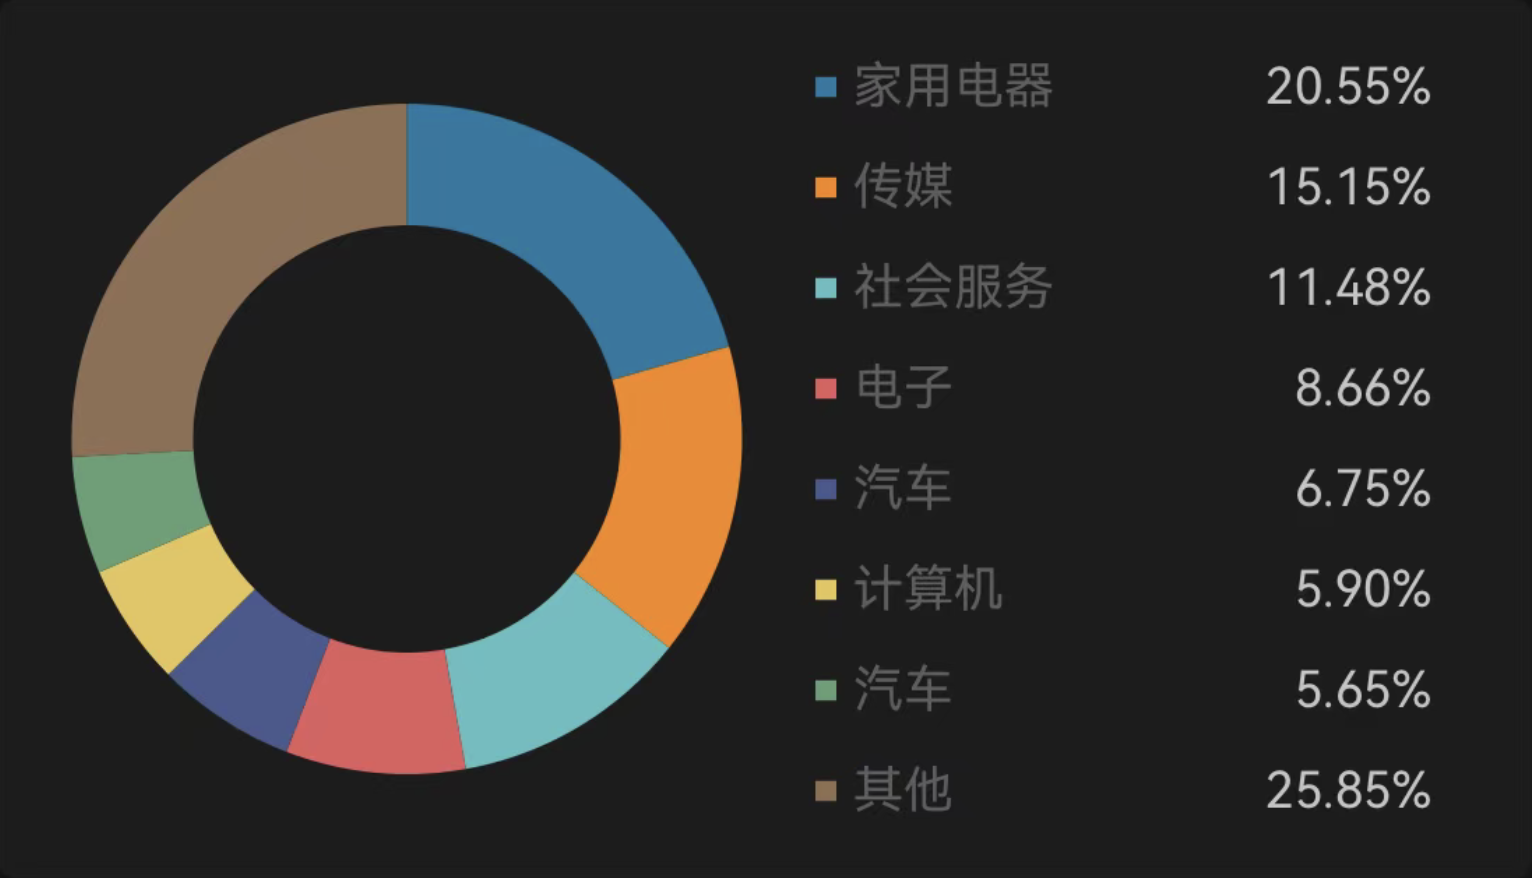 家用电器 20.55%
传媒 15.15%
社会服务 11.48%
电子 8.66%
汽车 6.75%
计算机 5.90%
汽车 5.65%
其他 25.85%